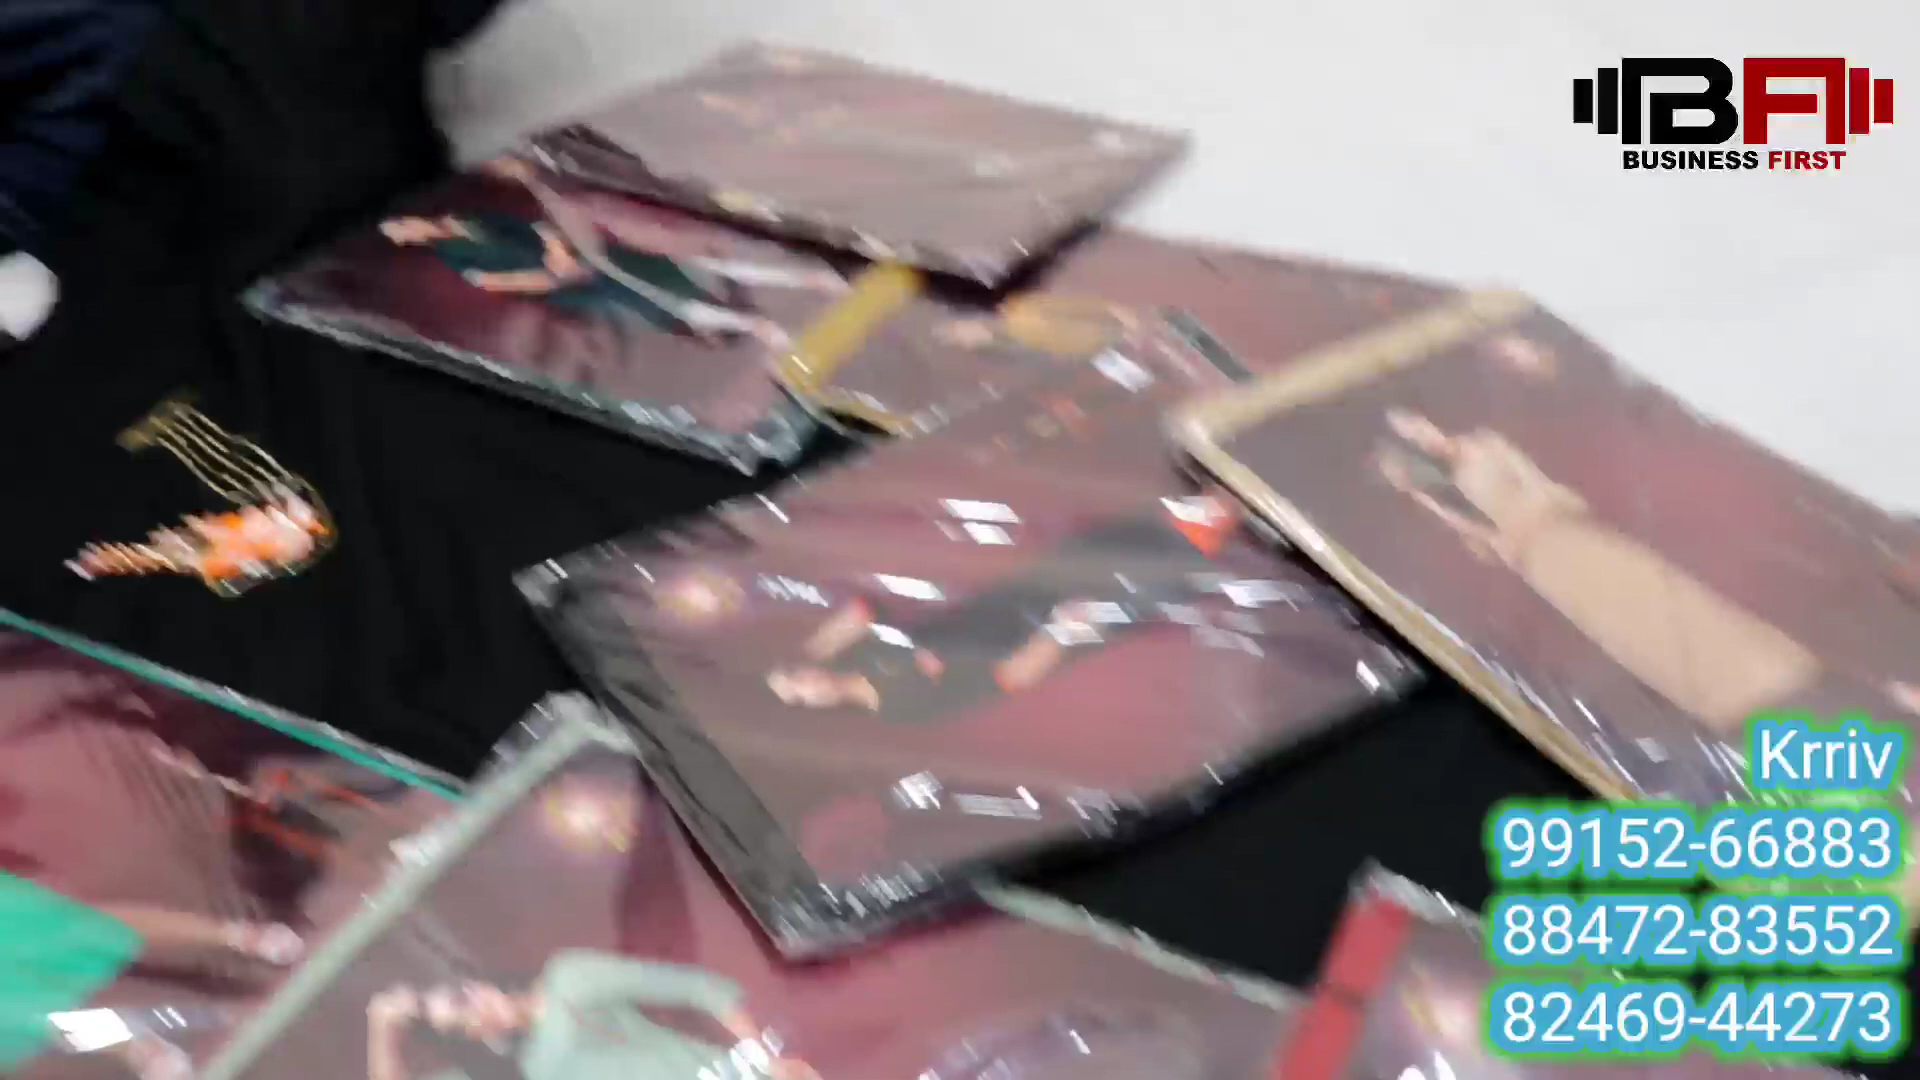 BF
BUSINESS FIRST
Krriv
99152-66883
88472-83552
82469-44273